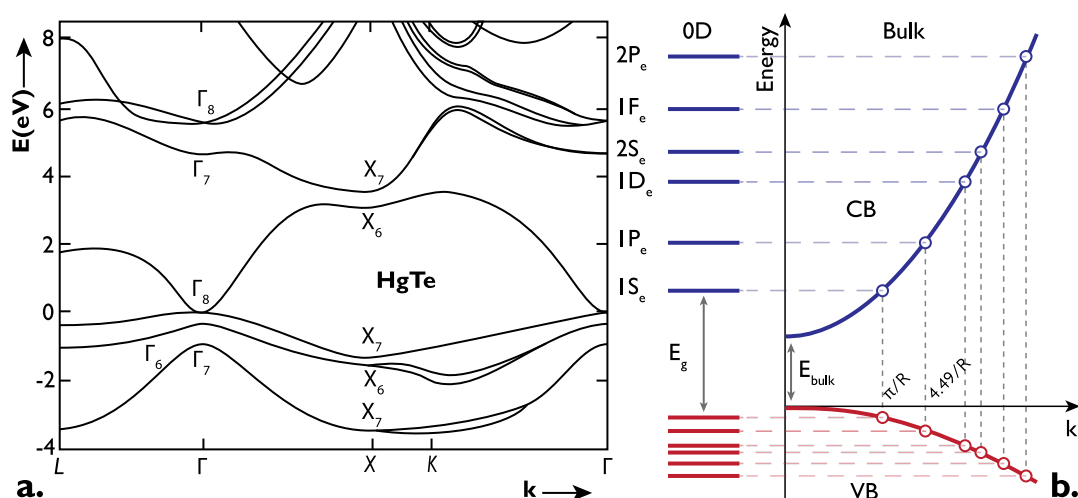 E(eV)
8
6
4
2
0
-2
-4
Γ8
Γ7
X7
X6
HgTe
Γ8
X7
Γ6
Γ7
X6
X7
L
Γ
X
K
Γ
a.
k
0D
Bulk
Energy
2Pe
1Fe
2Se
1De
1Pe
1Se
CB
Eg
Ebulk
π/R
4.49/R
k
VB
b.